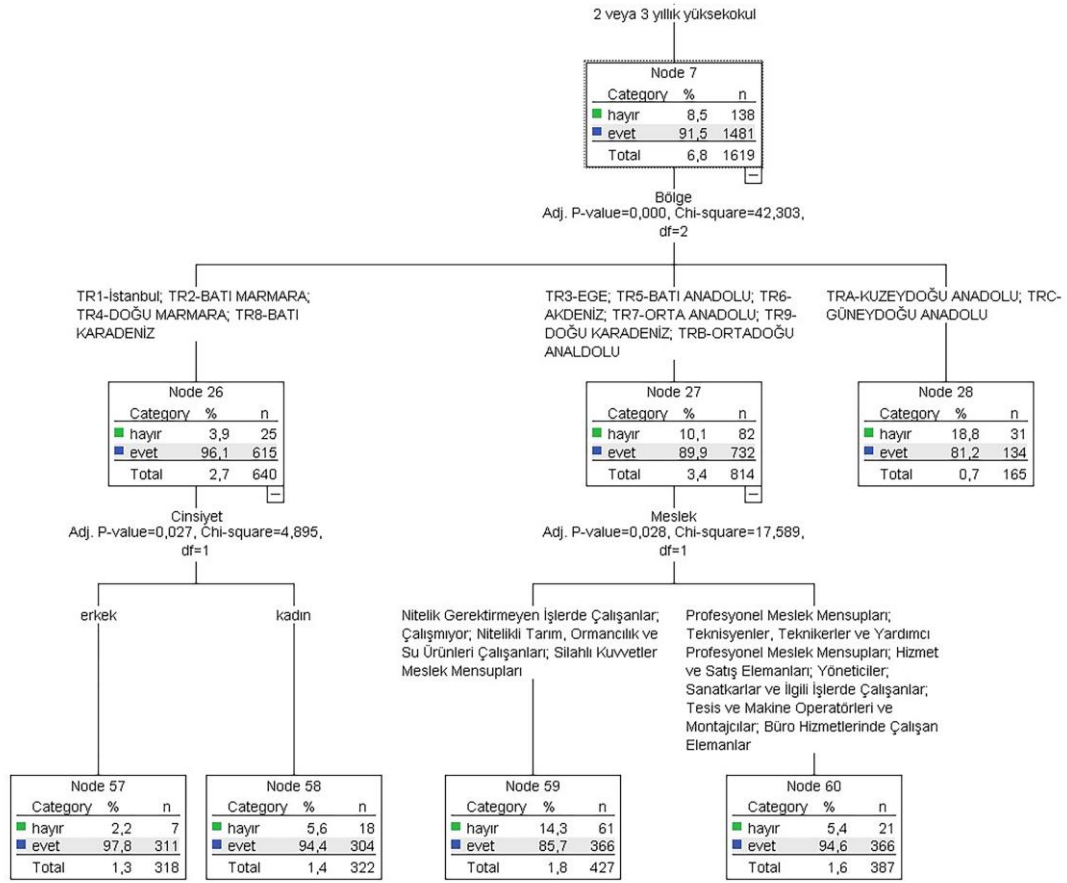 2 veya 3 yıllık yüksekokul
Node 7
Category % n
hayır 8,5 138
evet 91,5 1481
Total 6,8 1619
Bölge
Adj. P-value=0,000, Chi-square=42,303,
df=2
TR1-İstanbul; TR2-BATI MARMARA;
TR4-DOĞU MARMARA; TR8-BATI
KARADENİZ
TR3-EGE; TR5-BATI ANADOLU; TR6-
AKDENİZ; TR7-ORTA ANADOLU; TR9-
DOĞU KARADENİZ; TRB-ORTADOĞU
ANALDOLU
TRA-KUZEYDOĞU ANADOLU; TRC-
GÜNEYDOĞU ANADOLU
Node 26
Category % n
hayır 3,9 25
evet 96,1 615
Total 2,7 640
Node 27
Category % n
hayır 10,1 82
evet 89,9 732
Total 3,4 814
Node 28
Category % n
hayır 18,8 31
evet 81,2 134
Total 0,7 165
Cinsiyet
Adj. P-value=0,027, Chi-square=4,895,
df=1
Meslek
Adj. P-value=0,028, Chi-square=17,589,
df=1
erkek
kadın
Nitelik Gerektirmeyen İşlerde Çalışanlar;
Çalışmıyor; Nitelikli Tarım, Ormancılık ve
Su Ürünleri Çalışanları; Silahlı Kuvvetler
Meslek Mensupları
Profesyonel Meslek Mensupları;
Teknisyenler, Teknikerler ve Yardımcı
Profesyonel Meslek Mensupları; Hizmet
ve Satış Elemanları; Yöneticiler;
Sanatkarlar ve İlgili İşlerde Çalışanlar;
Tesis ve Makine Operatörleri ve
Montajcılar; Büro Hizmetlerinde Çalışan
Elemanlar
Node 57
Category % n
hayır 2,2 7
evet 97,8 311
Total 1,3 318
Node 58
Category % n
hayır 5,6 18
evet 94,4 304
Total 1,4 322
Node 59
Category % n
hayır 14,3 61
evet 85,7 366
Total 1,8 427
Node 60
Category % n
hayır 5,4 21
evet 94,6 366
Total 1,6 387